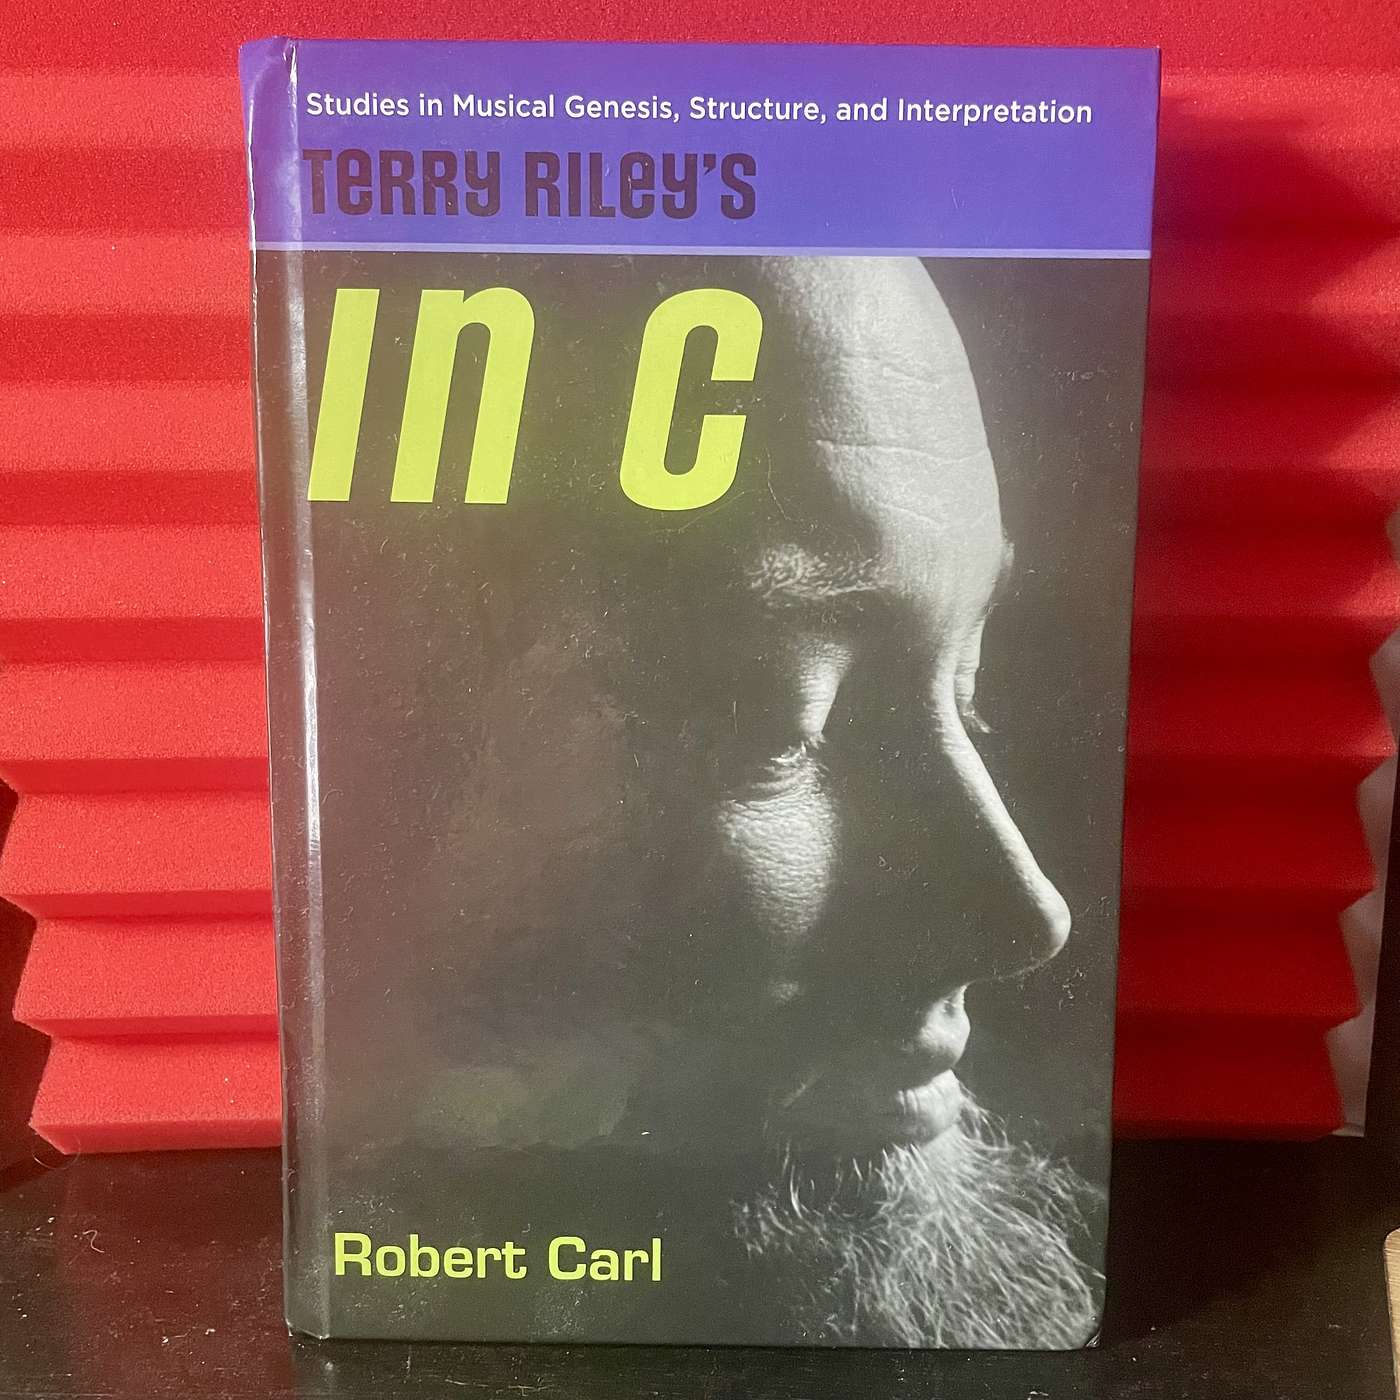 Studies in Musical Genesis, Structure, and Interpretation
TERRY RILEY'S
IN C
Robert Carl